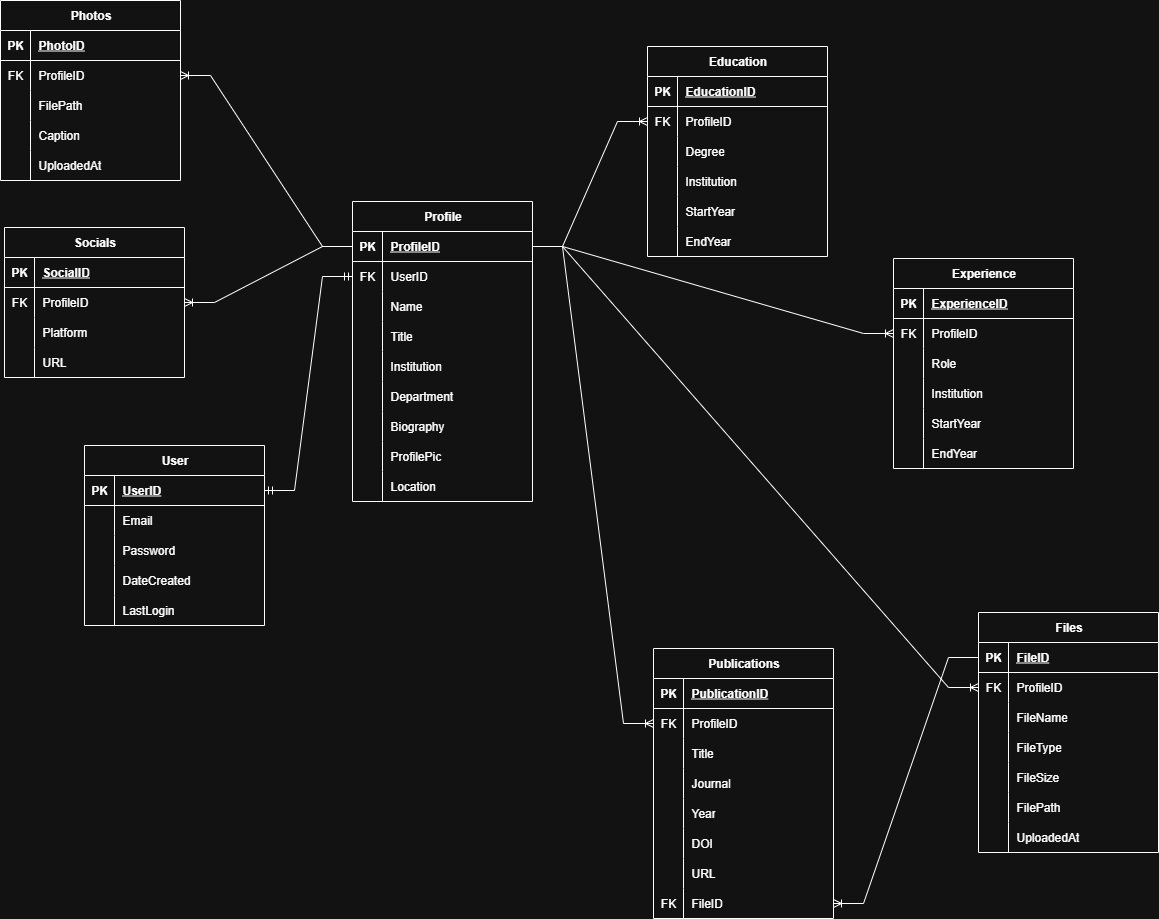 Photos
PK PhotoID
FK ProfileID
FilePath
Caption
UploadedAt
Socials
PK SocialID
FK ProfileID
Platform
URL
User
PK UserID
Email
Password
DateCreated
LastLogin
Profile
PK ProfileID
FK UserID
Name
Title
Institution
Department
Biography
ProfilePic
Location
Education
PK EducationID
FK ProfileID
Degree
Institution
StartYear
EndYear
Experience
PK ExperienceID
FK ProfileID
Role
Institution
StartYear
EndYear
Publications
PK PublicationID
FK ProfileID
Title
Journal
Year
DOI
URL
FK FileID
Files
PK FileID
FK ProfileID
FileName
FileType
FileSize
FilePath
UploadedAt